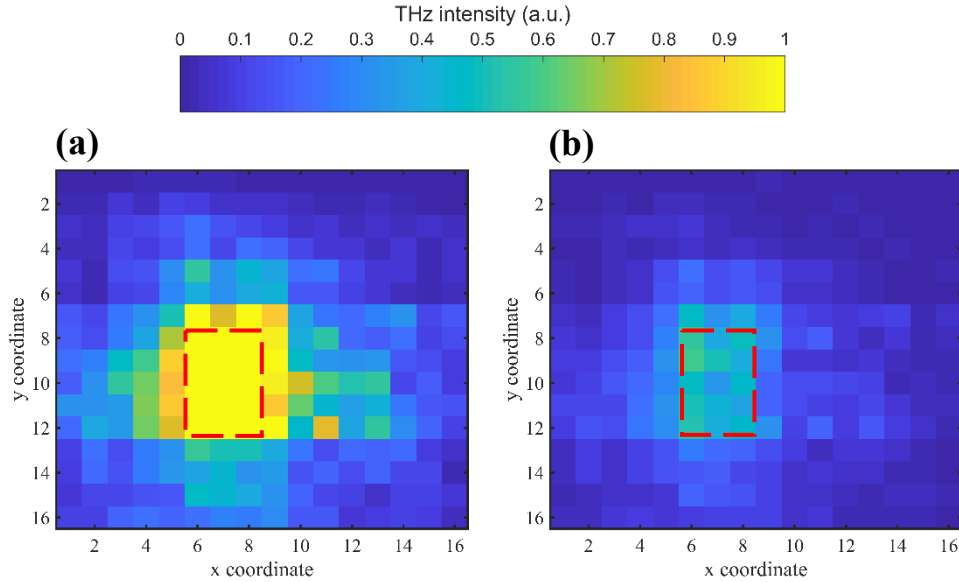 THz intensity (a.u.)
0 0.1 0.2 0.3 0.4 0.5 0.6 0.7 0.8 0.9 1
(a) (b)
2 4 6 8 10 12 14 16
y coordinate
2 4 6 8 10 12 14 16
x coordinate
2 4 6 8 10 12 14 16
y coordinate
2 4 6 8 10 12 14 16
x coordinate